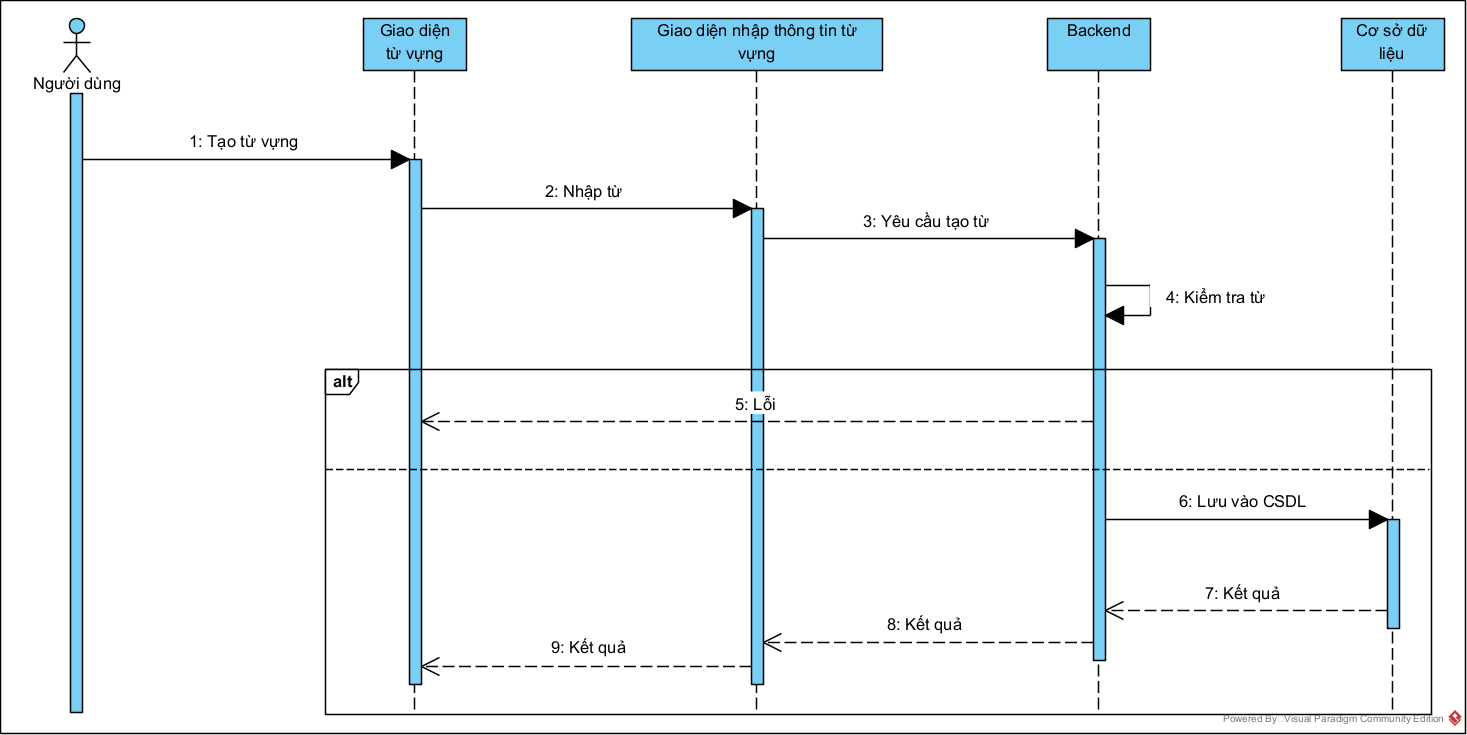 Người dùng
Giao diện
từ vựng
Giao diện nhập thông tin từ
vựng
Backend
Cơ sở dữ
liệu
1: Tạo từ vựng
2: Nhập từ
3: Yêu cầu tạo từ
4: Kiểm tra từ
alt
5: Lỗi
6: Lưu vào CSDL
7: Kết quả
8: Kết quả
9: Kết quả
Powered By Visual Paradigm Community Edition